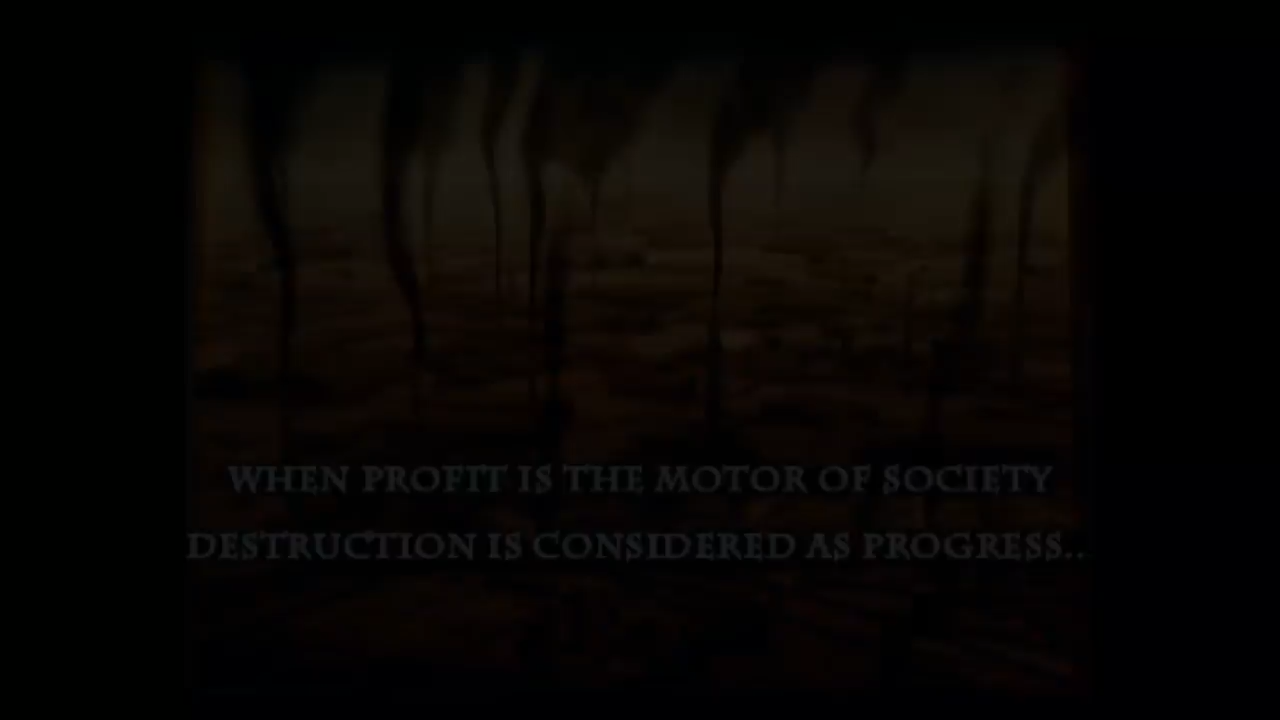 WHEN PROFIT IS THE MOTOR OF SOCIETY
DESTRUCTION IS CONSIDERED AS PROGRESS..